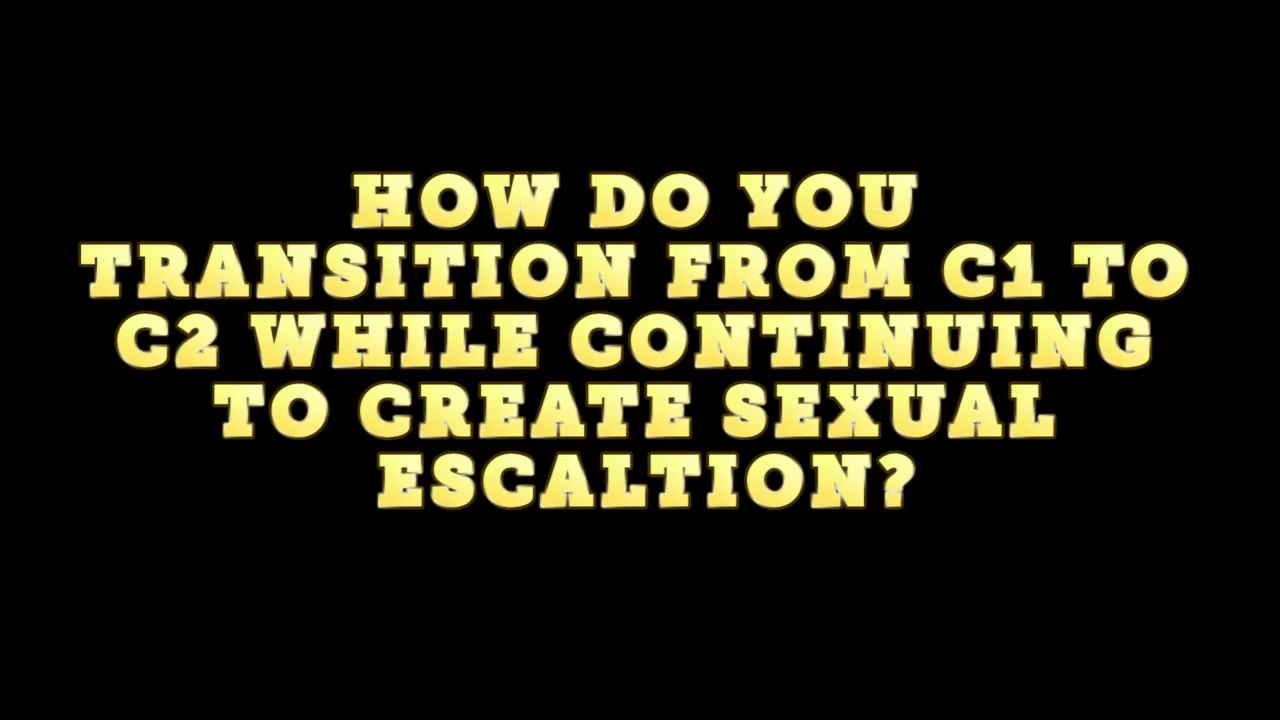 HOW DO YOU
TRANSITION FROM C1 TO
C2 WHILE CONTINUING
TO CREATE SEXUAL
ESCALTION?